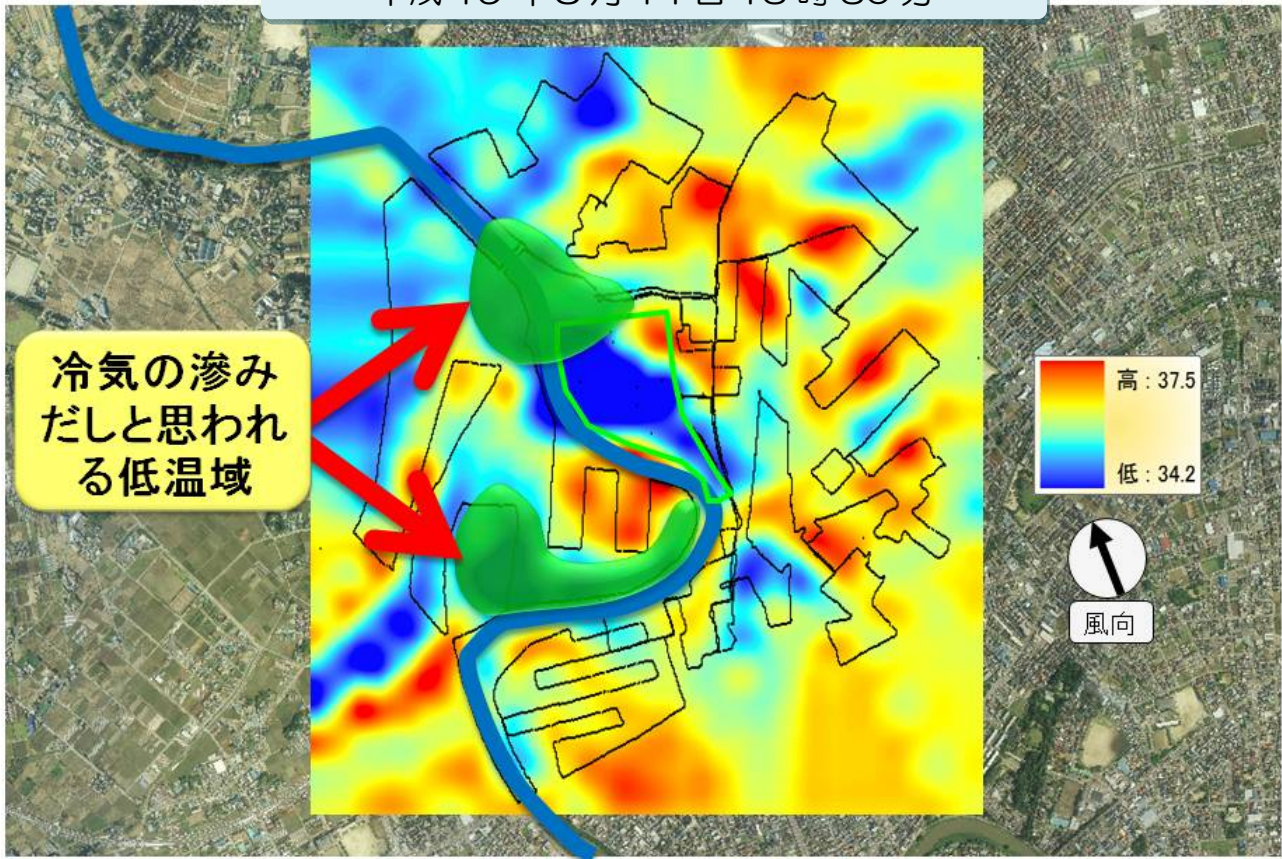 冷気の滲み
だしと思われ
る低温域
高：37.5
低：34.2
風向